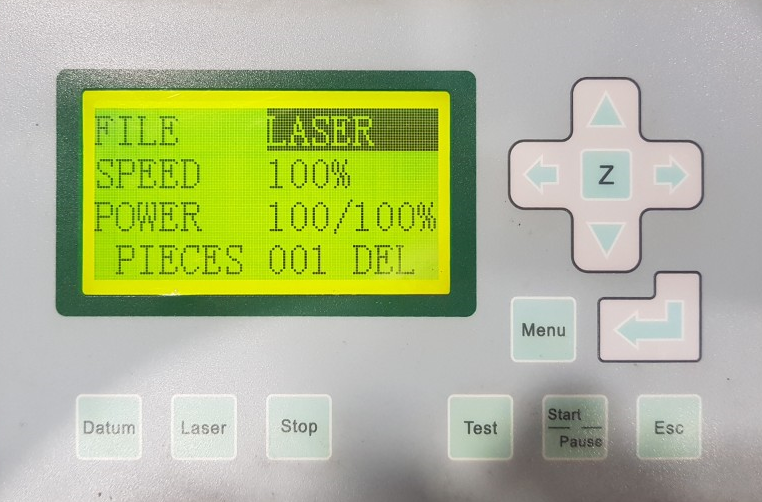 FILE LASER
SPEED 100%
POWER 100/100%
PIECES 001 DEL
Z
Menu
Datum
Laser
Stop
Test
Start
Pause
Esc